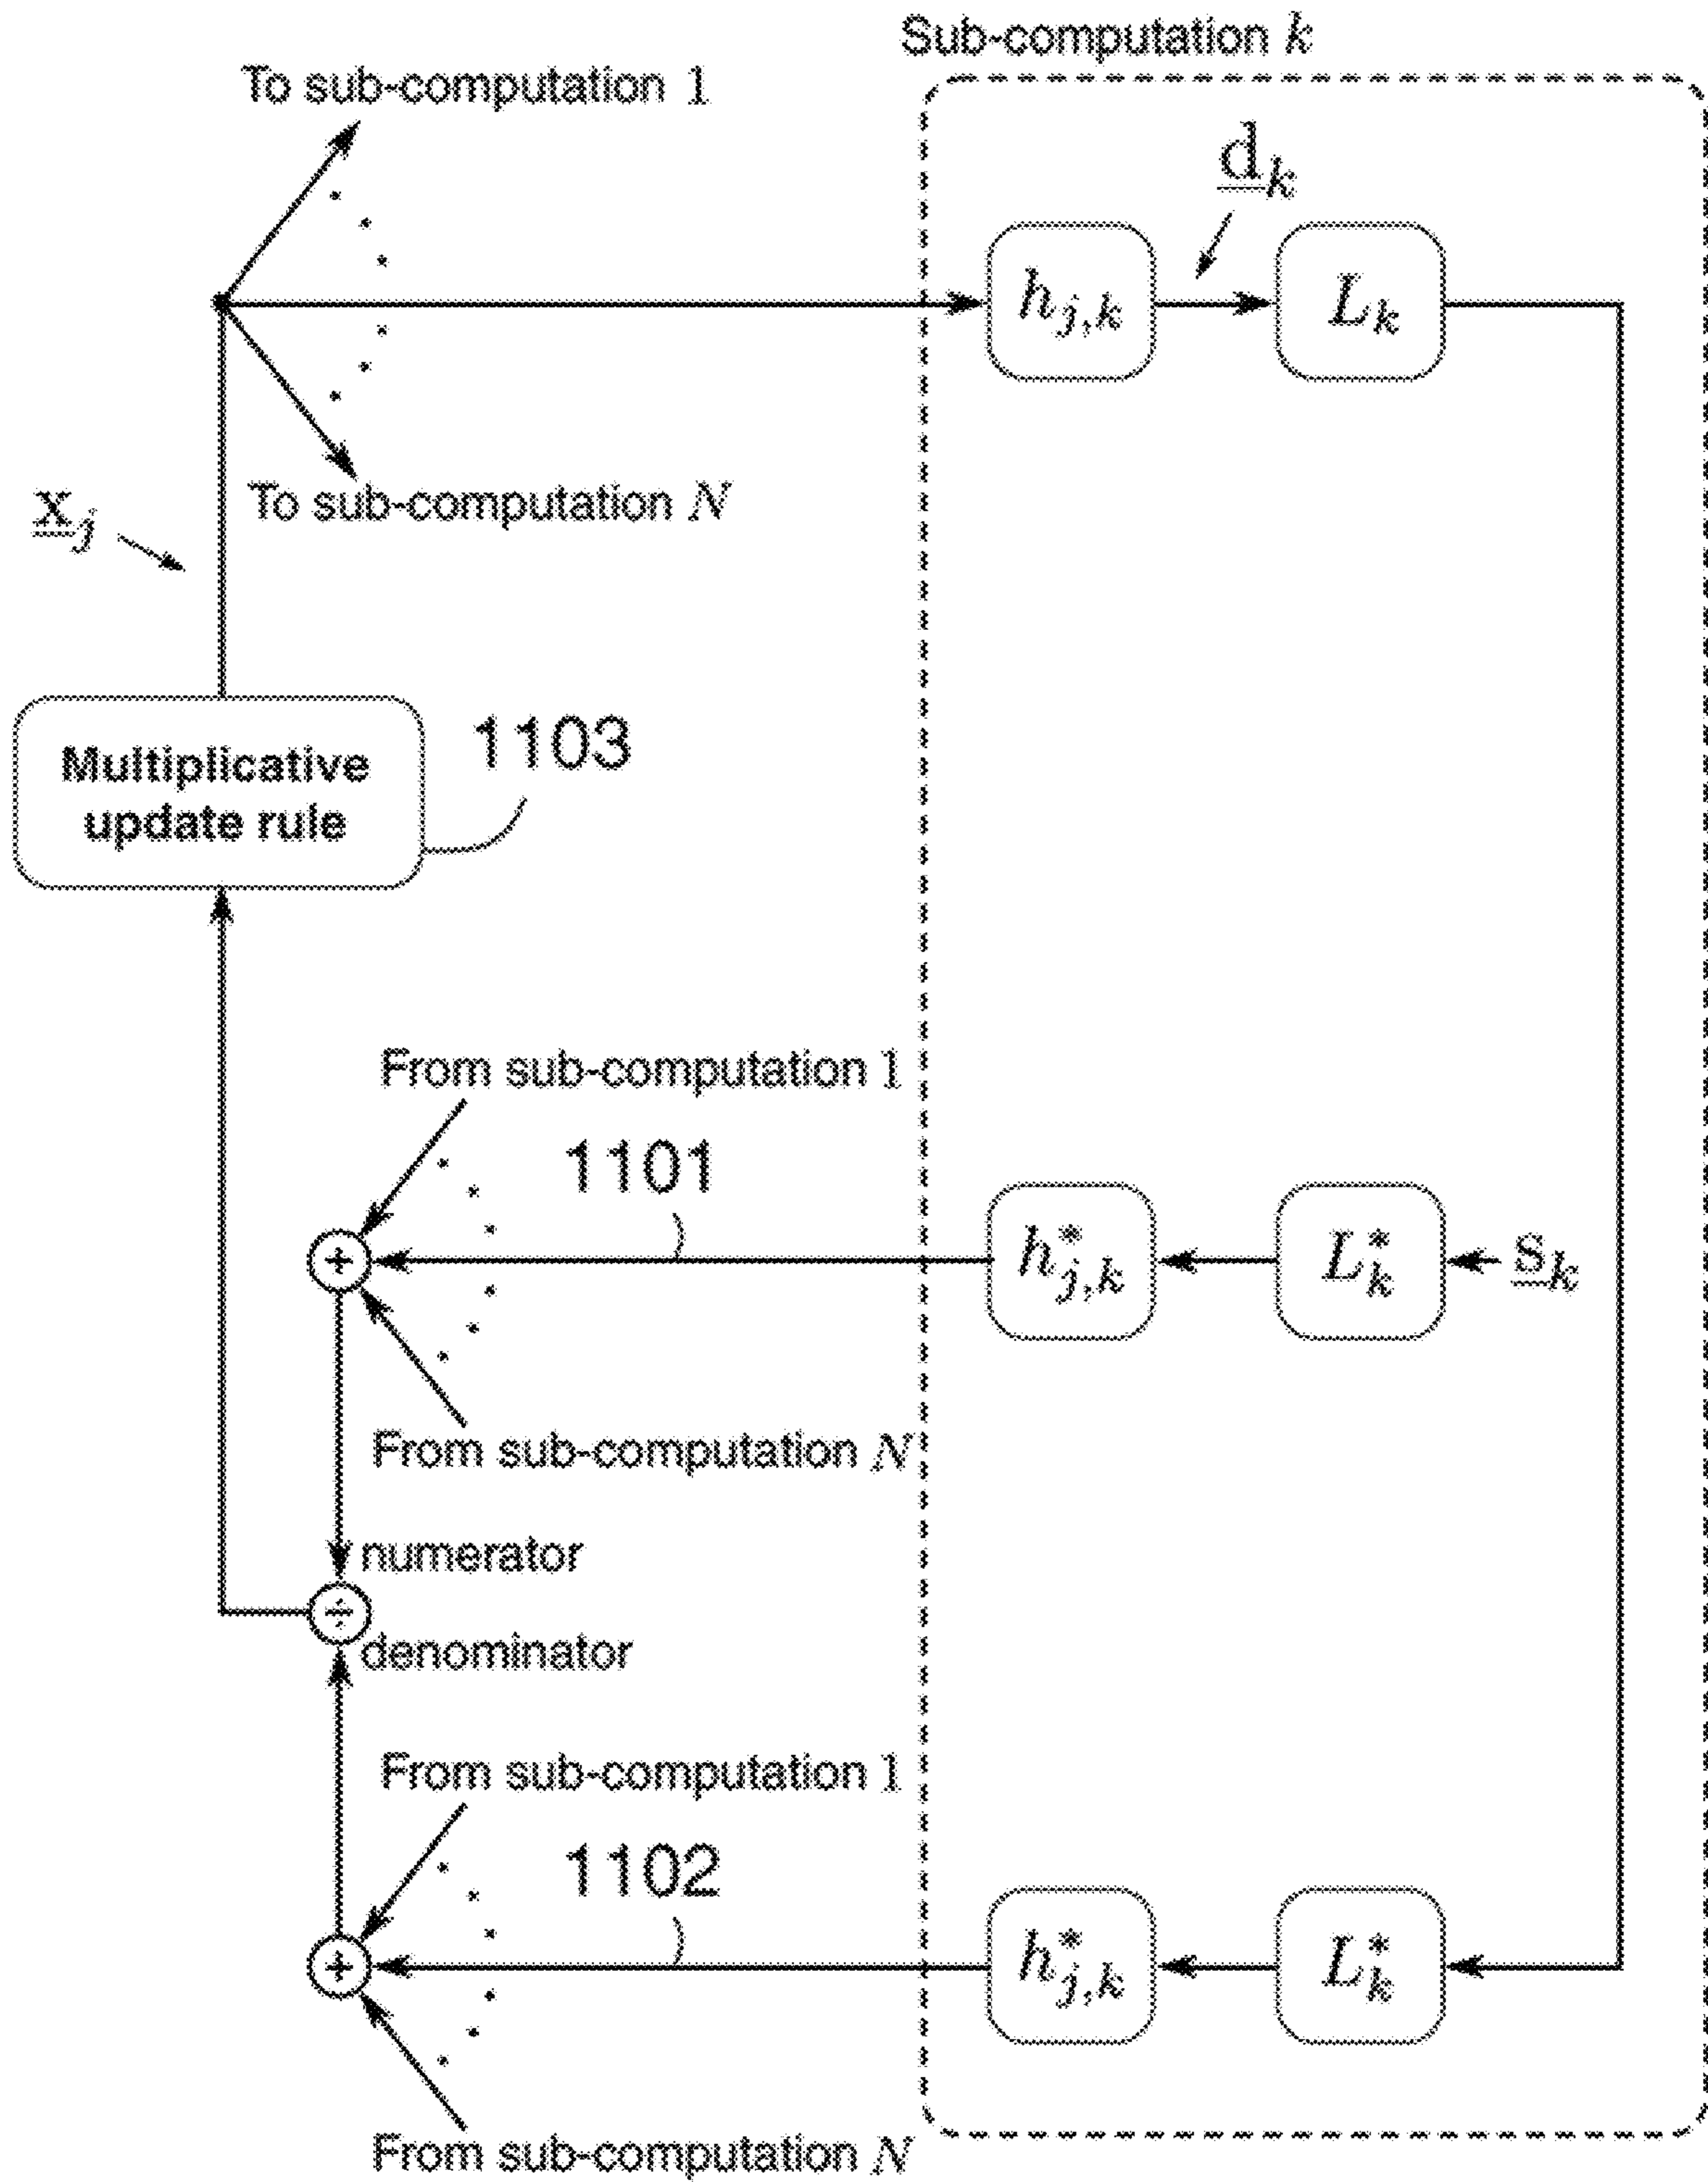 Sub-computation k
To sub-computation 1
d_k
h_{j,k}
L_k
To sub-computation N
x_j
Multiplicative
update rule
1103
From sub-computation 1
1101
h*_{j,k}
L*_k
s_k
From sub-computation N
numerator
÷
denominator
From sub-computation 1
1102
+
h*_{j,k}
L*_k
From sub-computation N